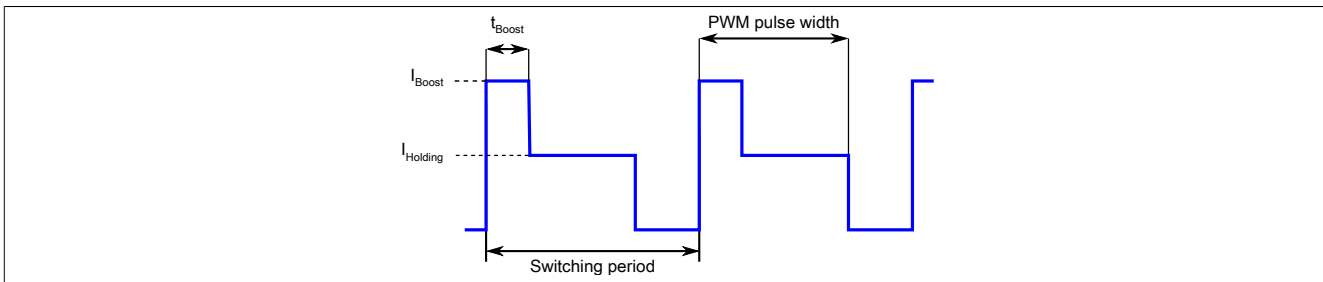 t_Boost
PWM pulse width
I_Boost
I_Holding
Switching period